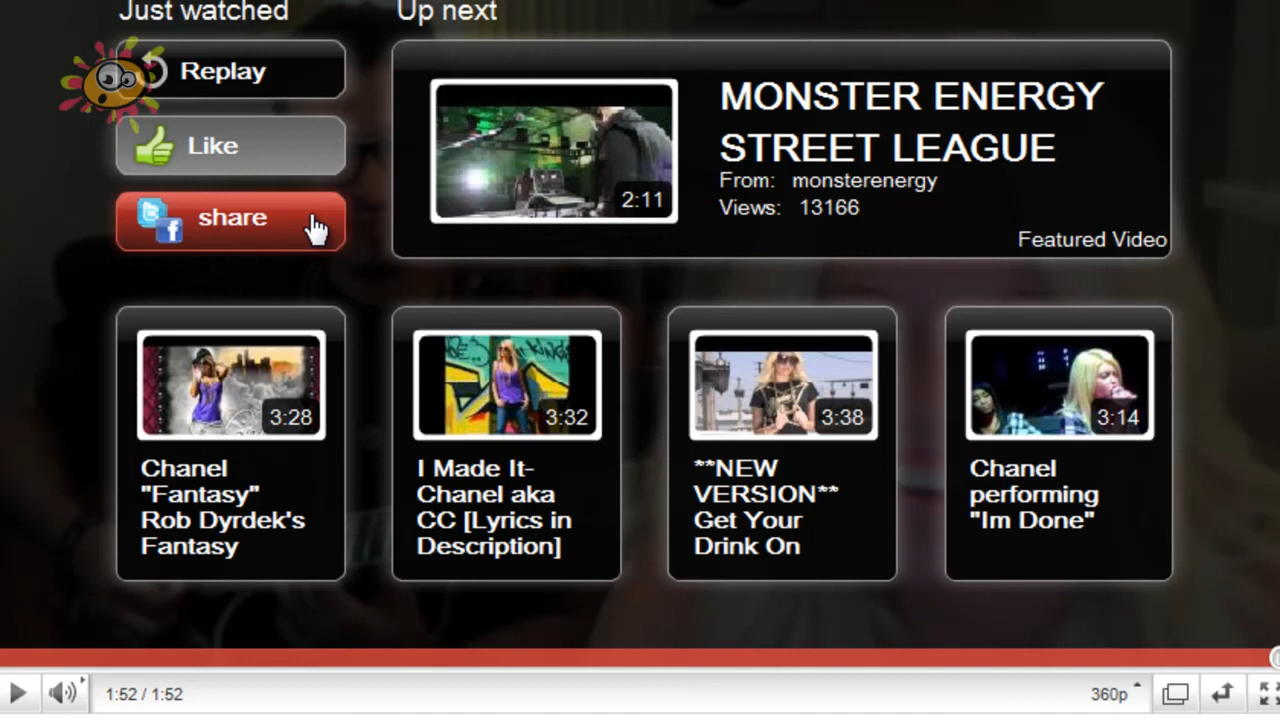 Just watched
Up next
Replay
Like
share
2:11
MONSTER ENERGY
STREET LEAGUE
From: monsterenergy
Views: 13166
Featured Video
3:28
Chanel
"Fantasy"
Rob Dyrdek's
Fantasy
3:32
I Made It-
Chanel aka
CC [Lyrics in
Description]
3:38
**NEW
VERSION**
Get Your
Drink On
3:14
Chanel
performing
"Im Done"
1:52 / 1:52
360p